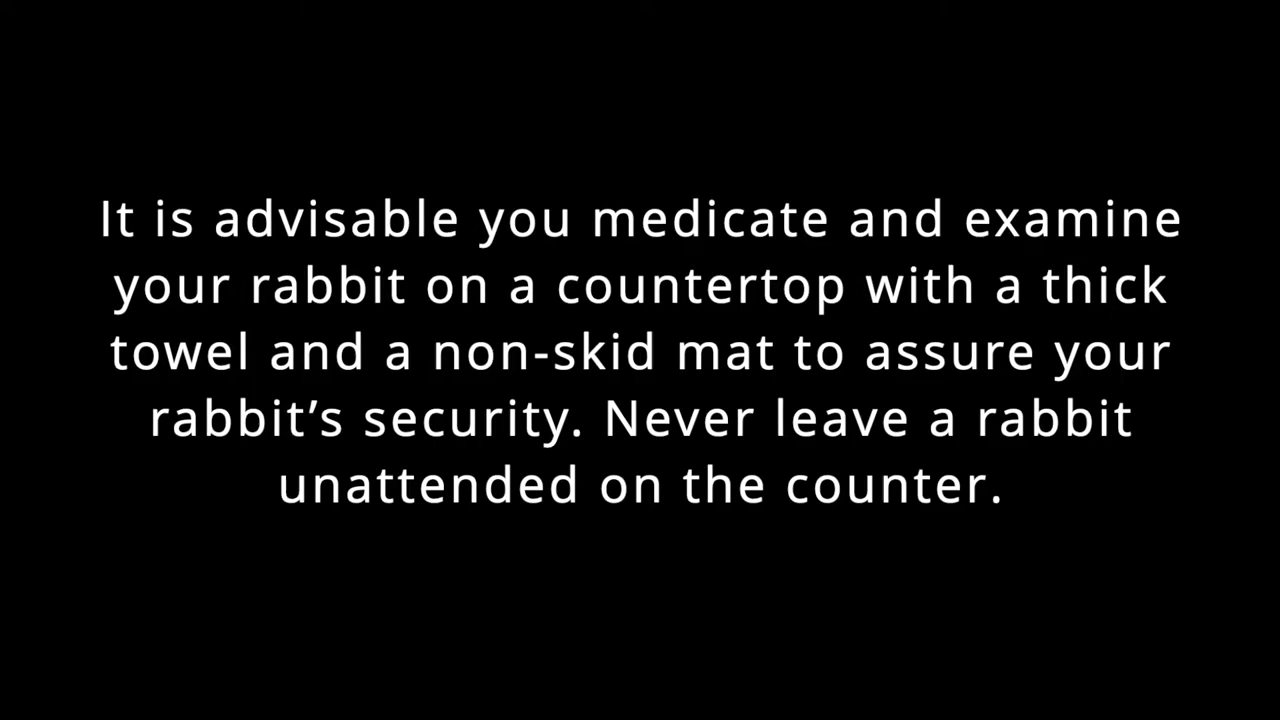 It is advisable you medicate and examine
your rabbit on a countertop with a thick
towel and a non-skid mat to assure your
rabbit’s security. Never leave a rabbit
unattended on the counter.